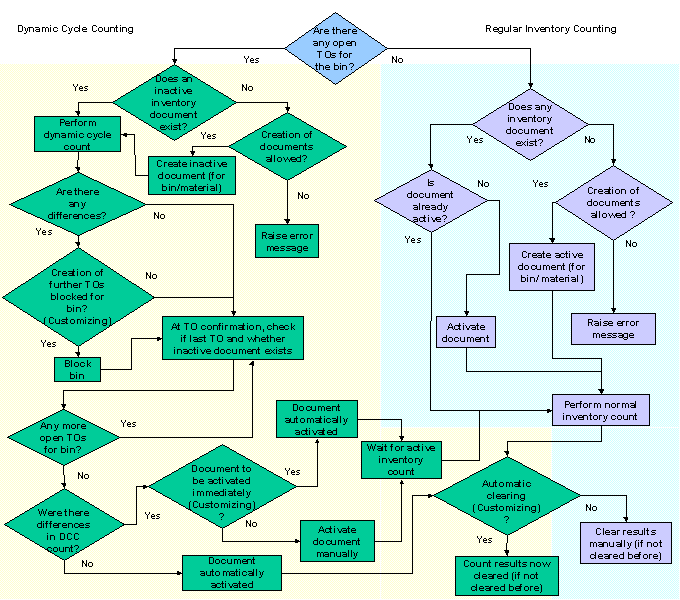 Dynamic Cycle Counting
Regular Inventory Counting
Are there
any open
TOs for
the bin?
Yes
No
Does an
inactive
inventory
document
exist?
Yes
No
Perform
dynamic cycle
count
Creation of
documents
allowed?
Yes
No
Create inactive
document (for
bin/material)
Raise error
message
Are there
any
differences?
Yes
No
Creation of
further TOs
blocked for
bin?
(Customizing)
Yes
No
Block
bin
At TO confirmation, check
if last TO and whether
inactive document exists
Any more
open TOs
for bin?
Yes
No
Were there
differences
in DCC
count?
Yes
No
Document to
be activated
immediately
(Customizing)
?
Yes
No
Document
automatically
activated
Activate
document
manually
Document
automatically
activated
Wait for active
inventory
count
Does any
inventory
document
exist?
Yes
No
Is
document
already
active?
Yes
No
Creation of
documents
allowed ?
Yes
No
Create active
document (for
bin/ material)
Raise error
message
Activate
document
Perform normal
inventory count
Automatic
clearing
(Customizing)
?
Yes
No
Count results now
cleared (if not
cleared before)
Clear results
manually (if not
cleared before)